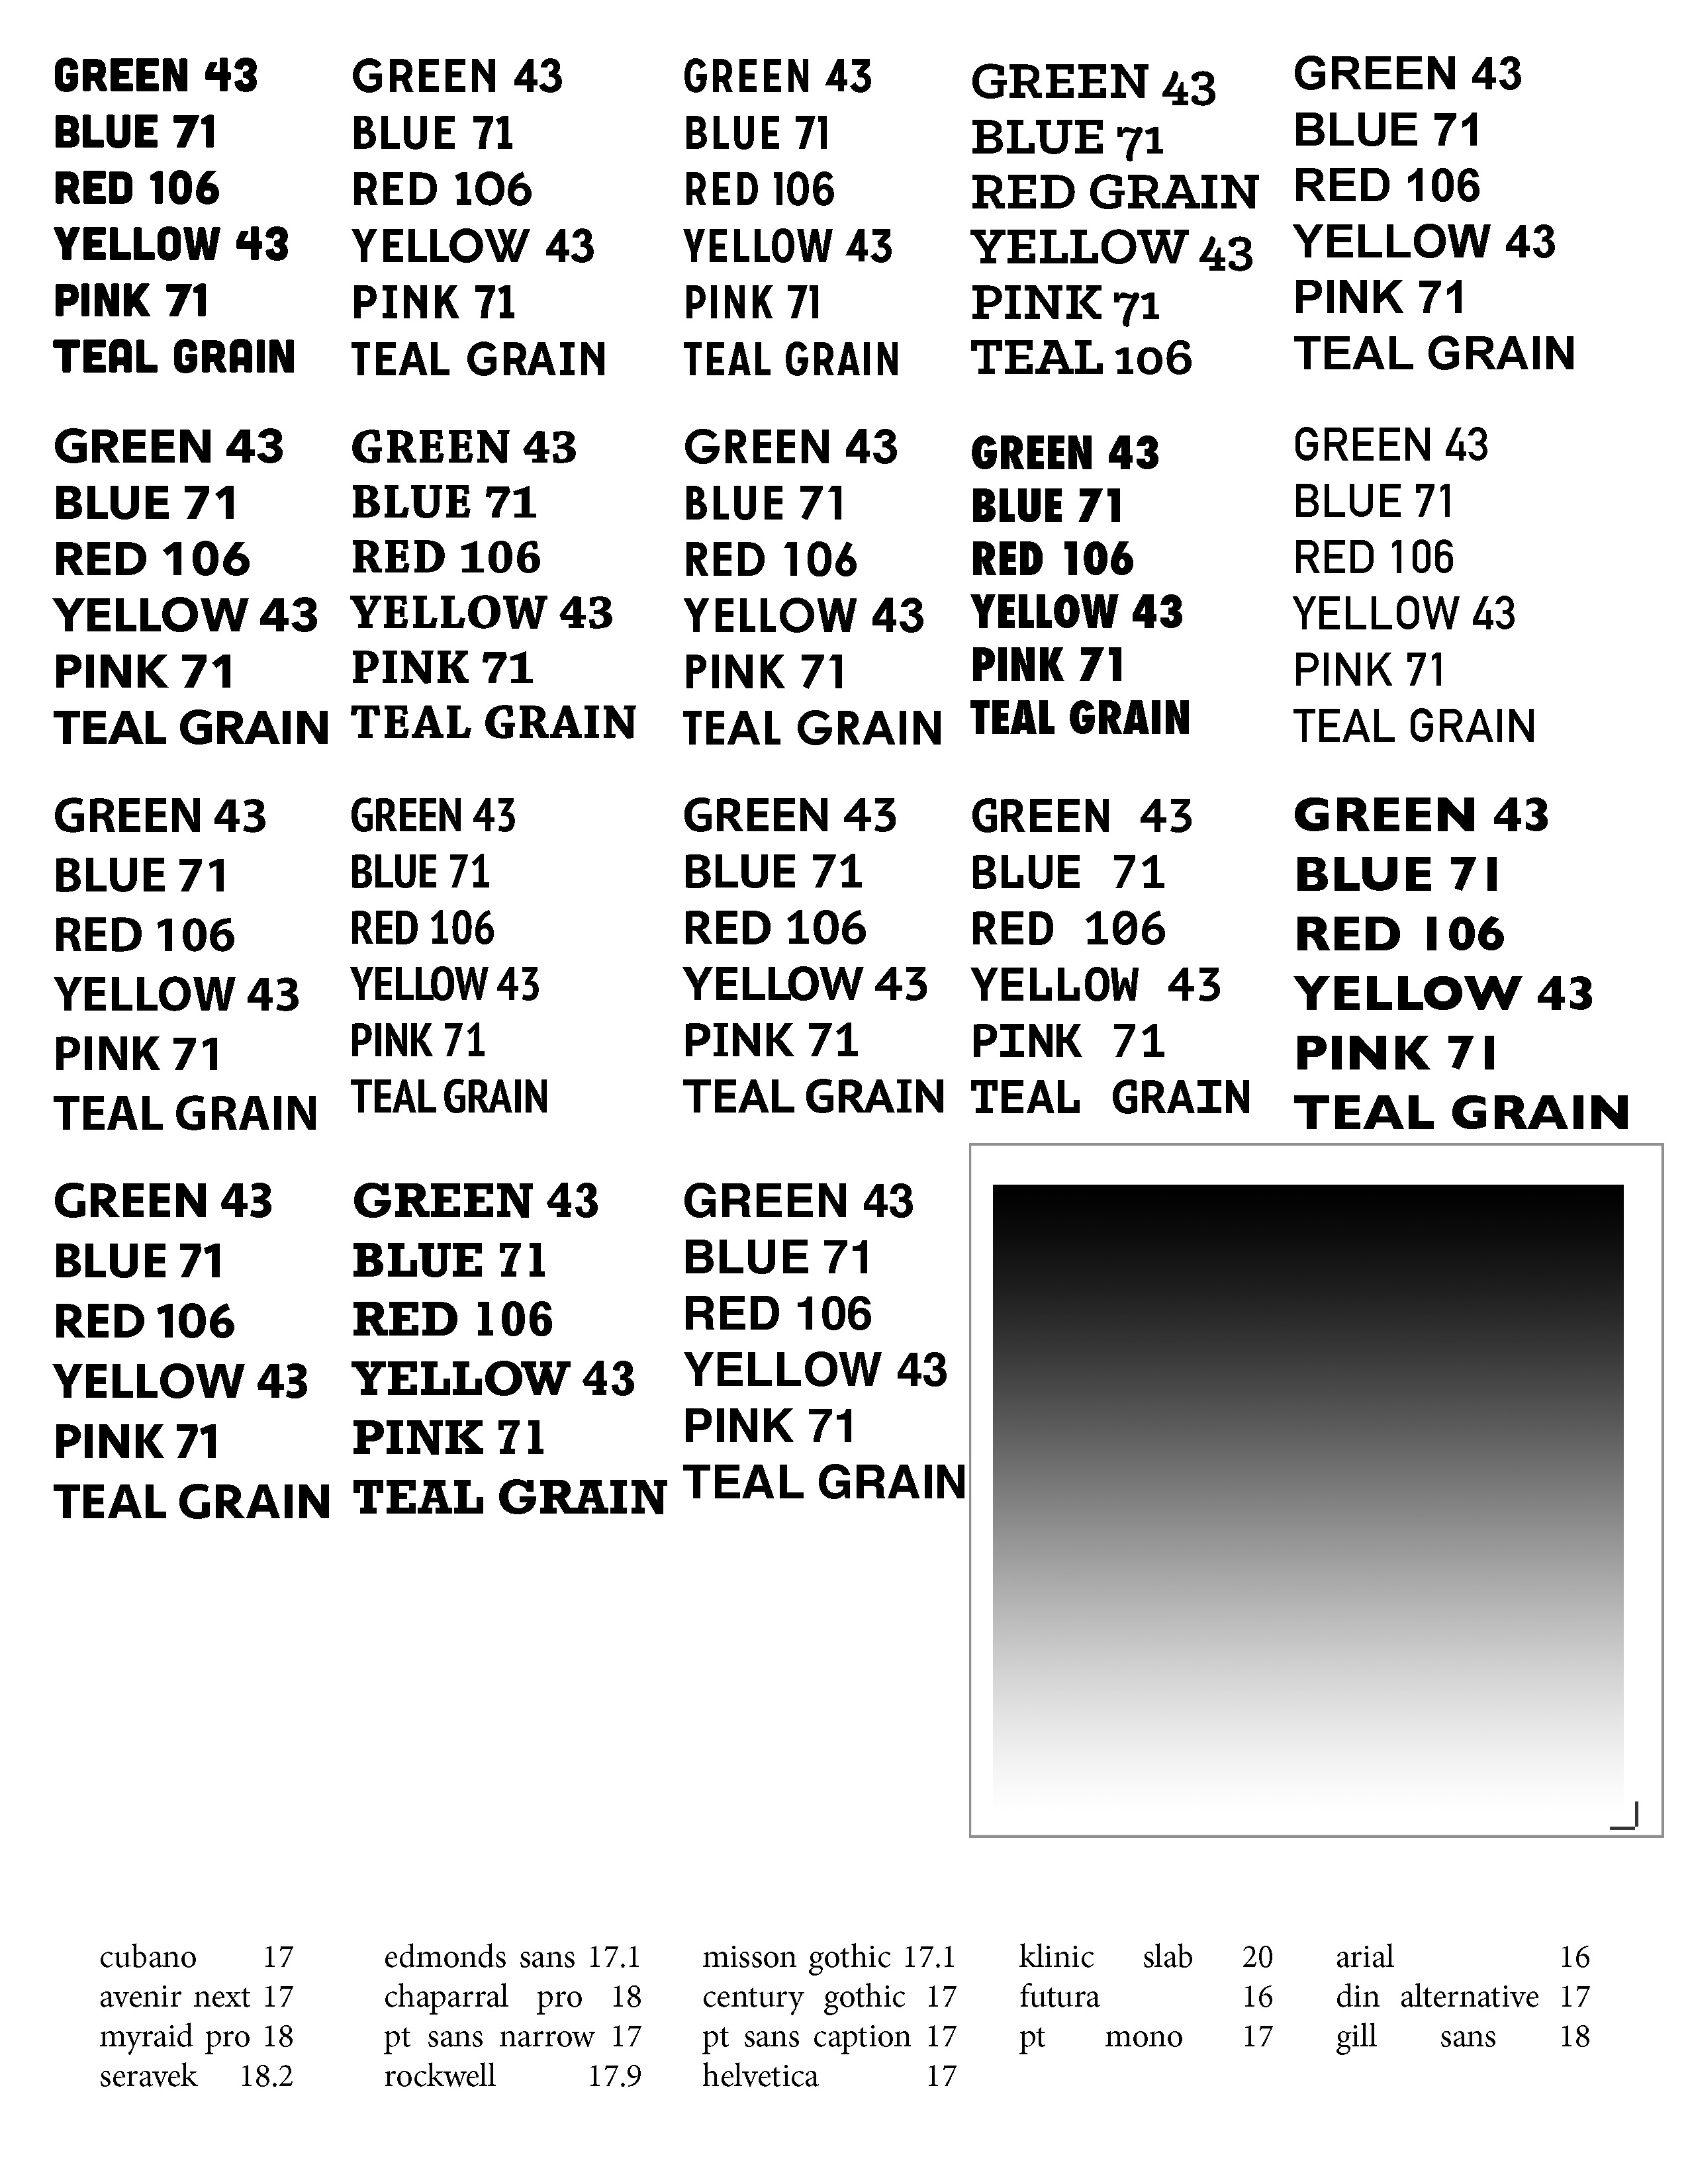 GREEN 43
BLUE 71
RED 106
YELLOW 43
PINK 71
TEAL GRAIN
GREEN 43
BLUE 71
RED 106
YELLOW 43
PINK 71
TEAL GRAIN
GREEN 43
BLUE 71
RED 106
YELLOW 43
PINK 71
TEAL GRAIN
GREEN 43
BLUE 71
RED GRAIN
YELLOW 43
PINK 71
TEAL 106
GREEN 43
BLUE 71
RED 106
YELLOW 43
PINK 71
TEAL GRAIN
GREEN 43
BLUE 71
RED 106
YELLOW 43
PINK 71
TEAL GRAIN
GREEN 43
BLUE 71
RED 106
YELLOW 43
PINK 71
TEAL GRAIN
GREEN 43
BLUE 71
RED 106
YELLOW 43
PINK 71
TEAL GRAIN
GREEN 43
BLUE 71
RED 106
YELLOW 43
PINK 71
TEAL GRAIN
GREEN 43
BLUE 71
RED 106
YELLOW 43
PINK 71
TEAL GRAIN
GREEN 43
BLUE 71
RED 106
YELLOW 43
PINK 71
TEAL GRAIN
GREEN 43
BLUE 71
RED 106
YELLOW 43
PINK 71
TEAL GRAIN
GREEN 43
BLUE 71
RED 106
YELLOW 43
PINK 71
TEAL GRAIN
GREEN 43
BLUE 71
RED 106
YELLOW 43
PINK 71
TEAL GRAIN
GREEN 43
BLUE 71
RED 106
YELLOW 43
PINK 71
TEAL GRAIN
GREEN 43
BLUE 71
RED 106
YELLOW 43
PINK 71
TEAL GRAIN
GREEN 43
BLUE 71
RED 106
YELLOW 43
PINK 71
TEAL GRAIN
GREEN 43
BLUE 71
RED 106
YELLOW 43
PINK 71
TEAL GRAIN
cubano 17
avenir next 17
myraid pro 18
seravek 18.2
edmonds sans 17.1
chaparral pro 18
pt sans narrow 17
rockwell 17.9
misson gothic 17.1
century gothic 17
pt sans caption 17
helvetica 17
klinic slab 20
futura 16
pt mono 17
arial 16
din alternative 17
gill sans 18